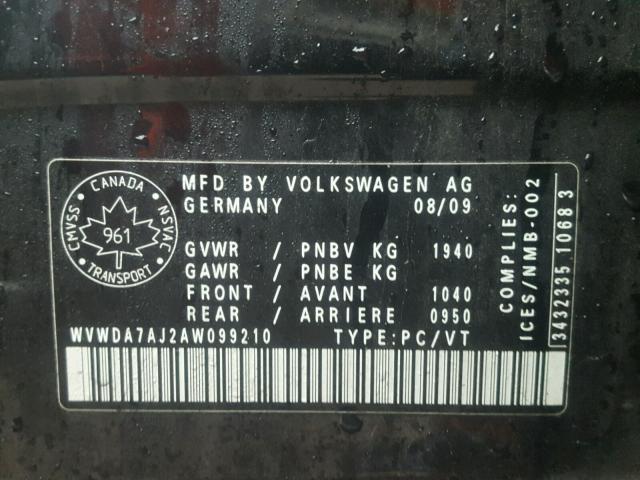 CANADA
CMVSS
NSVAC
961
TRANSPORT
MFD BY VOLKSWAGEN AG
GERMANY 08/09
GVWR / PNBV KG 1940
GAWR / PNBE KG
FRONT / AVANT 1040
REAR / ARRIERE 0950
WVWDA7AJ2AW099210 TYPE:PC/VT
COMPLIES:
ICES/NMB-002
3432335 1068 3